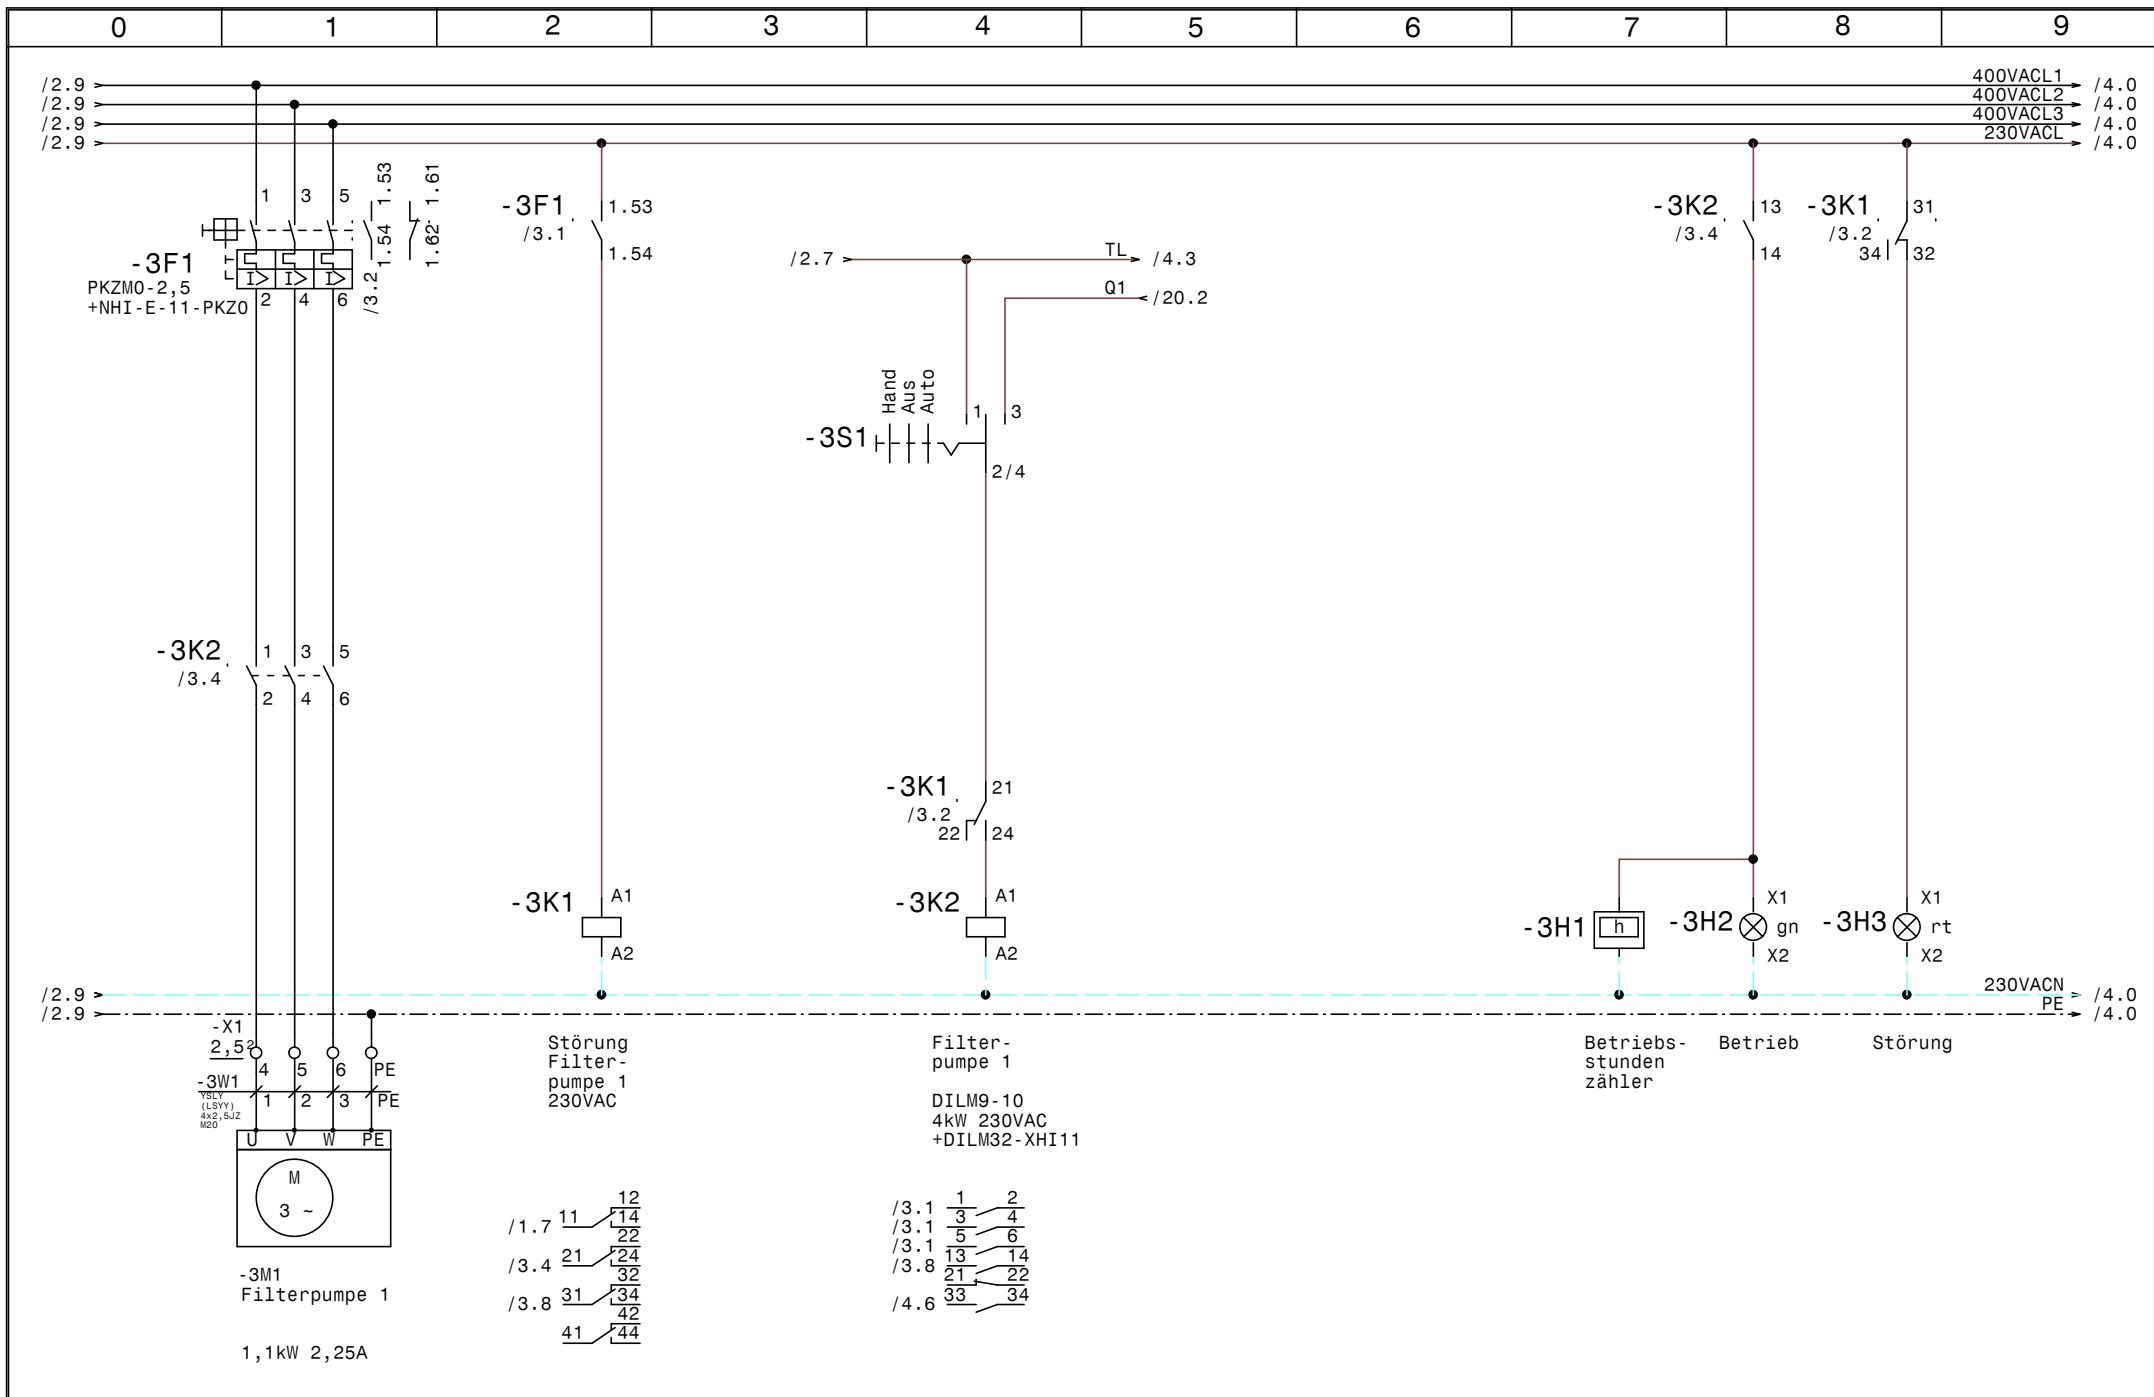 0 1 2 3 4 5 6 7 8 9
/2.9 400VACL1 /4.0
/2.9 400VACL2 /4.0
/2.9 400VACL3 /4.0
/2.9 230VACL /4.0
1 3 5 1.53 1.61
1.54 1.62
-3F1
PKZM0-2,5
+NHI-E-11-PKZ0
I> I> I>
2 4 6 /3.2
-3F1 1.53
/3.1
1.54
/2.7 TL /4.3
Q1 /20.2
-3K2 13
/3.4
14
-3K1 31
/3.2
34 32
Hand
Aus
Auto
1 3
-3S1
2/4
-3K2 1 3 5
/3.4
2 4 6
-3K1 21
/3.2
22 24
-3K1 A1
A2
-3K2 A1
A2
-3H1 h
-3H2 X1
gn
X2
-3H3 X1
rt
X2
/2.9 230VACN /4.0
/2.9 PE /4.0
-X1
2,5²
4 5 6 PE
-3W1
YSLY
(LSYY)
4x2,5JZ
M20
1 2 3 PE
U V W PE
M
3 ~
-3M1
Filterpumpe 1
1,1kW 2,25A
Störung
Filter-
pumpe 1
230VAC
Filter-
pumpe 1
DILM9-10
4kW 230VAC
+DILM32-XHI11
Betriebs-
stunden
zähler
Betrieb
Störung
12
/1.7 11 14
22
/3.4 21 24
32
/3.8 31 34
42
41 44
/3.1 1 2
/3.1 3 4
/3.1 5 6
/3.8 13 14
21 22
/4.6 33 34